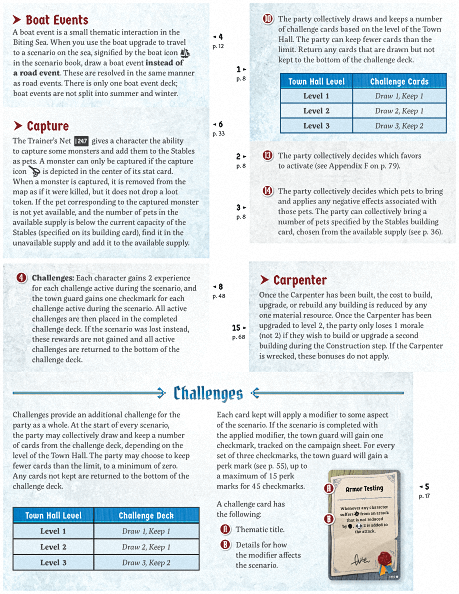 ➤ Boat Events
A boat event is a small thematic interaction in the
Biting Sea. When you use the boat upgrade to travel
to a scenario on the sea, signified by the boat icon
in the scenario book, draw a boat event instead of
a road event. These are resolved in the same manner
as road events. There is only one boat event deck;
boat events are not split into summer and winter.
◂ 4
p.12
➤ Capture
The Trainer's Net 247 gives a character the ability
to capture some monsters and add them to the Stables
as pets. A monster can only be captured if the capture
icon is depicted in the center of its stat card.
When a monster is captured, it is removed from the
map as if it were killed, but it does not drop a loot
token. If the pet corresponding to the captured monster
is not yet available, and the number of pets in the
available supply is below the current capacity of the
Stables (specified on its building card), find it in the
unavailable supply and add it to the available supply.
◂ 6
p. 33
10 The party collectively draws and keeps a number
of challenge cards based on the level of the Town
Hall. The party can keep fewer cards than the
limit. Return any cards that are drawn but not
kept to the bottom of the challenge deck.
1 ▸
p. 8
Town Hall Level Challenge Cards
Level 1 Draw 1, Keep 1
Level 2 Draw 2, Keep 1
Level 3 Draw 3, Keep 2
2 ▸
p. 8
13 The party collectively decides which favors
to activate (see Appendix F on p. 79).
3 ▸
p. 8
14 The party collectively decides which pets to bring
and applies any negative effects associated with
those pets. The party can collectively bring a
number of pets specified by the Stables building
card, chosen from the available supply (see p. 36).
4 Challenges: Each character gains 2 experience
for each challenge active during the scenario, and
the town guard gains one checkmark for each
challenge active during the scenario. All active
challenges are then placed in the completed
challenge deck. If the scenario was lost instead,
these rewards are not gained and all active
challenges are returned to the bottom of the
challenge deck.
◂ 8
p. 48
15 ▸
p. 68
➤ Carpenter
Once the Carpenter has been built, the cost to build,
upgrade, or rebuild any building is reduced by any
one material resource. Once the Carpenter has been
upgraded to level 2, the party only loses 1 morale
(not 2) if they wish to build or upgrade a second
building during the Construction step. If the Carpenter
is wrecked, these bonuses do not apply.
Challenges
Challenges provide an additional challenge for the
party as a whole. At the start of every scenario,
the party may collectively draw and keep a number
of cards from the challenge deck, depending on the
level of the Town Hall. The party may choose to keep
fewer cards than the limit, to a minimum of zero.
Any cards not kept are returned to the bottom of the
challenge deck.
Town Hall Level Challenge Deck
Level 1 Draw 1, Keep 1
Level 2 Draw 2, Keep 1
Level 3 Draw 3, Keep 2
Each card kept will apply a modifier to some aspect
of the scenario. If the scenario is completed with
the applied modifier, the town guard will gain one
checkmark, tracked on the campaign sheet. For every
set of three checkmarks, the town guard will gain a
perk mark (see p. 55), up to
a maximum of 15 perk
marks for 45 checkmarks.
A challenge card has
the following:
Thematic title.
Details for how
the modifier affects
the scenario.
Armor Testing
Whenever any character
suffers from an attack
that is not reduced
is added to
the attack.
◂ 5
p. 17